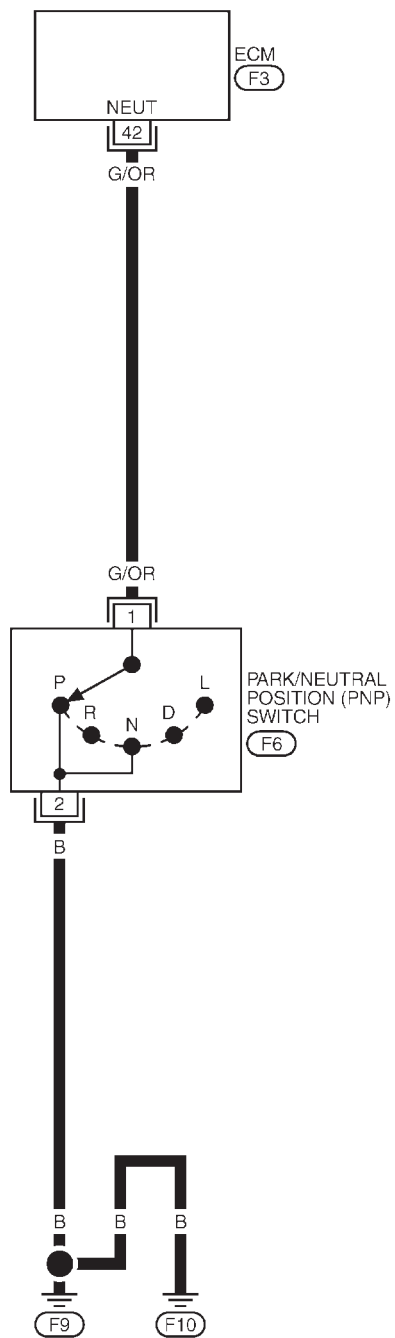 ECM
F3
NEUT
42
G/OR
G/OR
1
P
R
N
D
L
PARK/NEUTRAL
POSITION (PNP)
SWITCH
F6
2
B
B
B
B
F9
F10